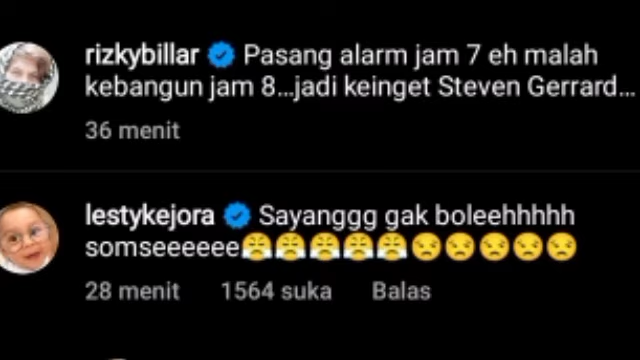 rizkybillar Pasang alarm jam 7 eh malah
kebangun jam 8...jadi keinget Steven Gerrard...
36 menit
lestykejora Sayanggg gak boleehhhhh
somseeeeee😤😤😤😤😤😒😒😒😒😒
28 menit 1564 suka Balas